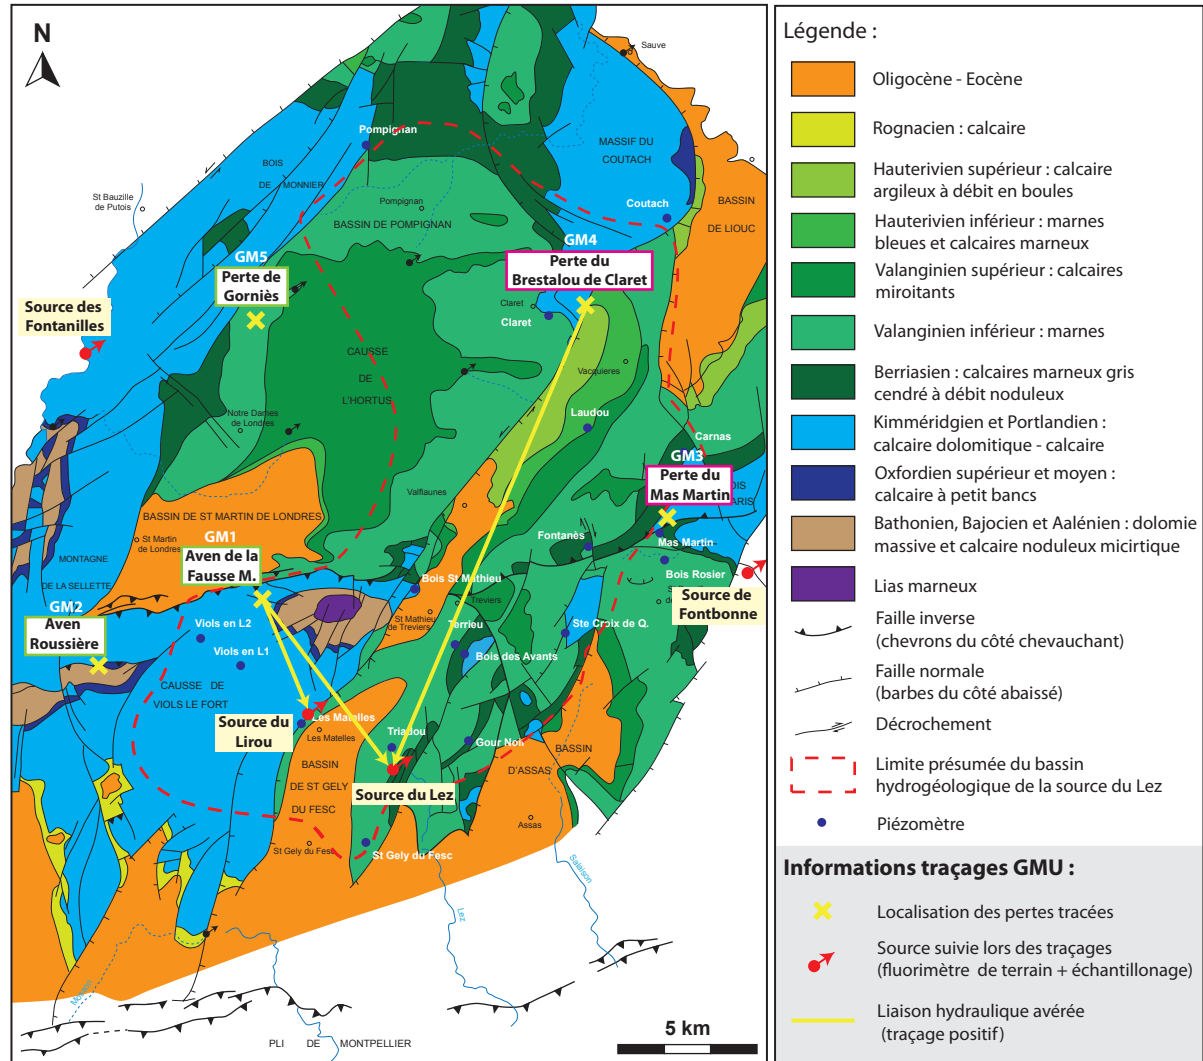 N
Sauve
Pompignan
MASSIF DU
COUTACH
BOIS
DE MONNIER
St Bauzille
de Putois
Pompignan
BASSIN DE POMPIGNAN
Coutach
BASSIN
DE LIOUC
GM5
Perte de
Gorniès
GM4
Perte du
Brestalou de Claret
Source des
Fontanilles
Claret
Claret
CAUSSE
DE
L'HORTUS
Vacquieres
Notre Dames
de Londres
Laudou
Carnas
GM3
Perte du
Mas Martin
Valflaunes
BASSIN DE ST MARTIN DE LONDRES
St Martin
de Londres
GM1
Aven de la
Fausse M.
MONTAGNE
DE LA SELLETTE
Fontanès
Mas Martin
Bois Rosier
Bois St Mathieu
Source de
Fontbonne
GM2
Aven
Roussière
Viols en L2
Viols en L1
St Mathieu
de Treviers
Treviers
Terrieu
Ste Croix de Q.
Bois des Avants
CAUSSE DE
VIOLS LE FORT
Les Matelles
Source du
Lirou
Les Matelles
Triadou
Gour Noir
BASSIN
DE ST GELY
DU FESC
BASSIN
D'ASSAS
Source du Lez
Assas
St Gely du Fesc
St Gely du Fesc
Salaison
Lez
Mosson
PLI DE MONTPELLIER
5 km
Légende :
Oligocène - Eocène
Rognacien : calcaire
Hauterivien supérieur : calcaire
argileux à débit en boules
Hauterivien inférieur : marnes
bleues et calcaires marneux
Valanginien supérieur : calcaires
miroitants
Valanginien inférieur : marnes
Berriasien : calcaires marneux gris
cendré à débit noduleux
Kimméridgien et Portlandien :
calcaire dolomitique - calcaire
Oxfordien supérieur et moyen :
calcaire à petit bancs
Bathonien, Bajocien et Aalénien : dolomie
massive et calcaire noduleux micirtique
Lias marneux
Faille inverse
(chevrons du côté chevauchant)
Faille normale
(barbes du côté abaissé)
Décrochement
Limite présumée du bassin
hydrogéologique de la source du Lez
Piézomètre
Informations traçages GMU :
Localisation des pertes tracées
Source suivie lors des traçages
(fluorimètre de terrain + échantillonage)
Liaison hydraulique avérée
(traçage positif)